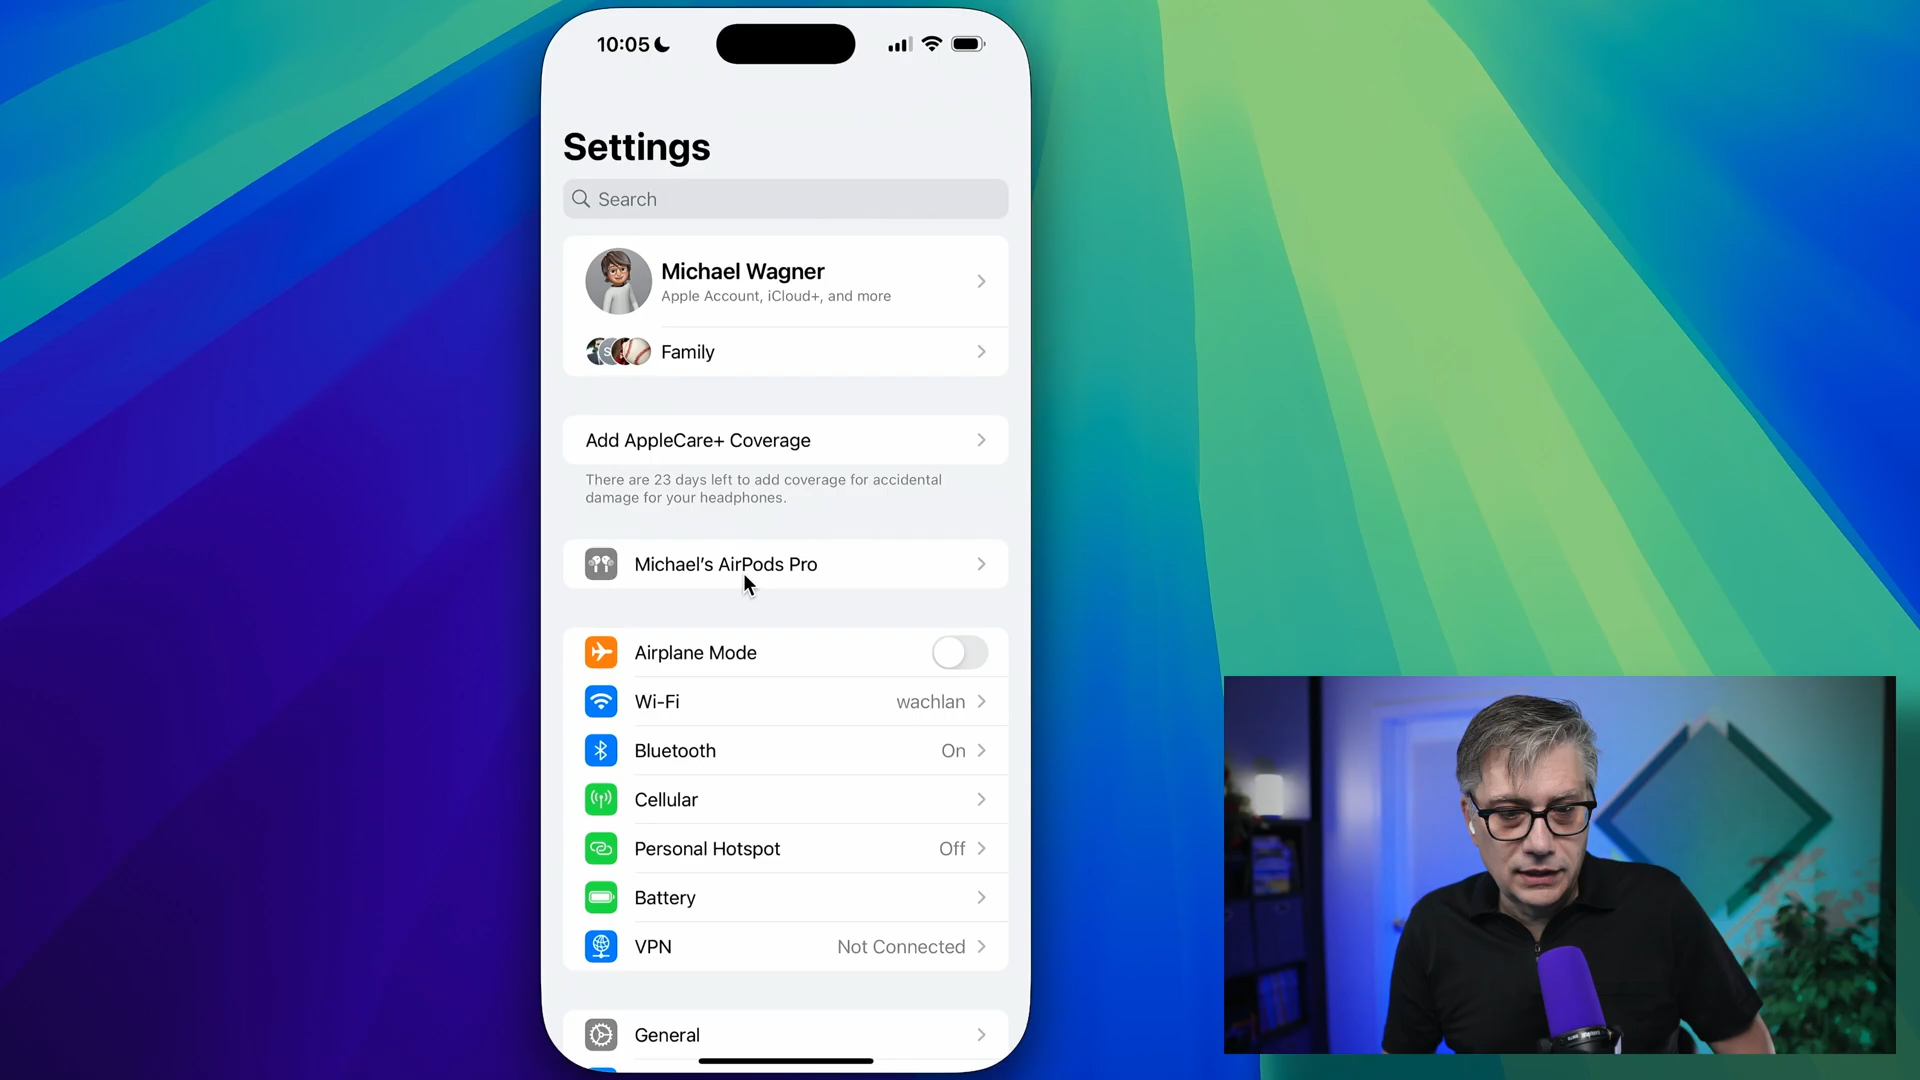 10:05
Settings
Search
Michael Wagner
Apple Account, iCloud+, and more
Family
Add AppleCare+ Coverage
There are 23 days left to add coverage for accidental
damage for your headphones.
Michael's AirPods Pro
Airplane Mode
Wi-Fi wachlan
Bluetooth On
Cellular
Personal Hotspot Off
Battery
VPN Not Connected
General